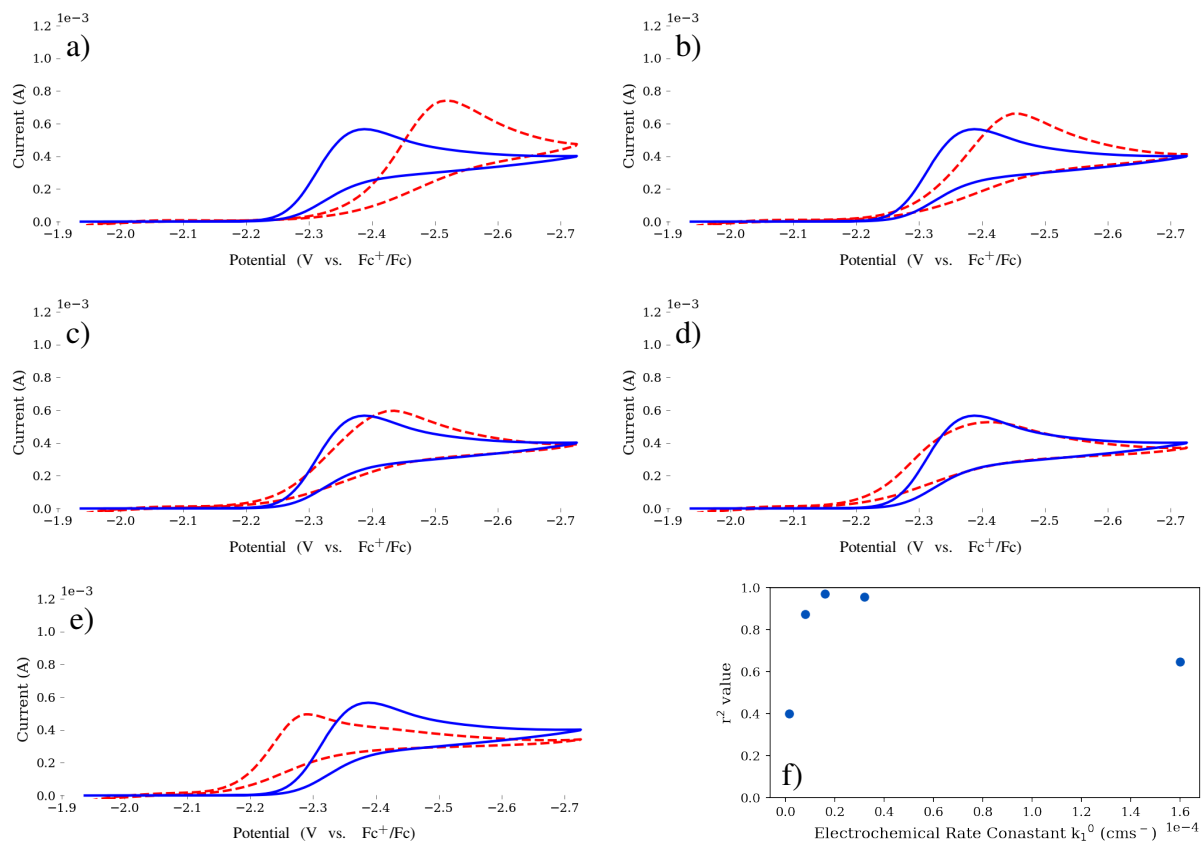 1e−3
a)
Current (A)
1.2
1.0
0.8
0.6
0.4
0.2
0.0
−1.9 −2.0 −2.1 −2.2 −2.3 −2.4 −2.5 −2.6 −2.7
Potential (V vs. Fc⁺/Fc)
1e−3
b)
Current (A)
1.2
1.0
0.8
0.6
0.4
0.2
0.0
−1.9 −2.0 −2.1 −2.2 −2.3 −2.4 −2.5 −2.6 −2.7
Potential (V vs. Fc⁺/Fc)
1e−3
c)
Current (A)
1.2
1.0
0.8
0.6
0.4
0.2
0.0
−1.9 −2.0 −2.1 −2.2 −2.3 −2.4 −2.5 −2.6 −2.7
Potential (V vs. Fc⁺/Fc)
1e−3
d)
Current (A)
1.2
1.0
0.8
0.6
0.4
0.2
0.0
−1.9 −2.0 −2.1 −2.2 −2.3 −2.4 −2.5 −2.6 −2.7
Potential (V vs. Fc⁺/Fc)
1e−3
e)
Current (A)
1.2
1.0
0.8
0.6
0.4
0.2
0.0
−1.9 −2.0 −2.1 −2.2 −2.3 −2.4 −2.5 −2.6 −2.7
Potential (V vs. Fc⁺/Fc)
r² value
1.0
0.8
0.6
0.4
0.2
0.0
f)
0.0 0.2 0.4 0.6 0.8 1.0 1.2 1.4 1.6
1e−4
Electrochemical Rate Conastant k₁⁰ (cms⁻)